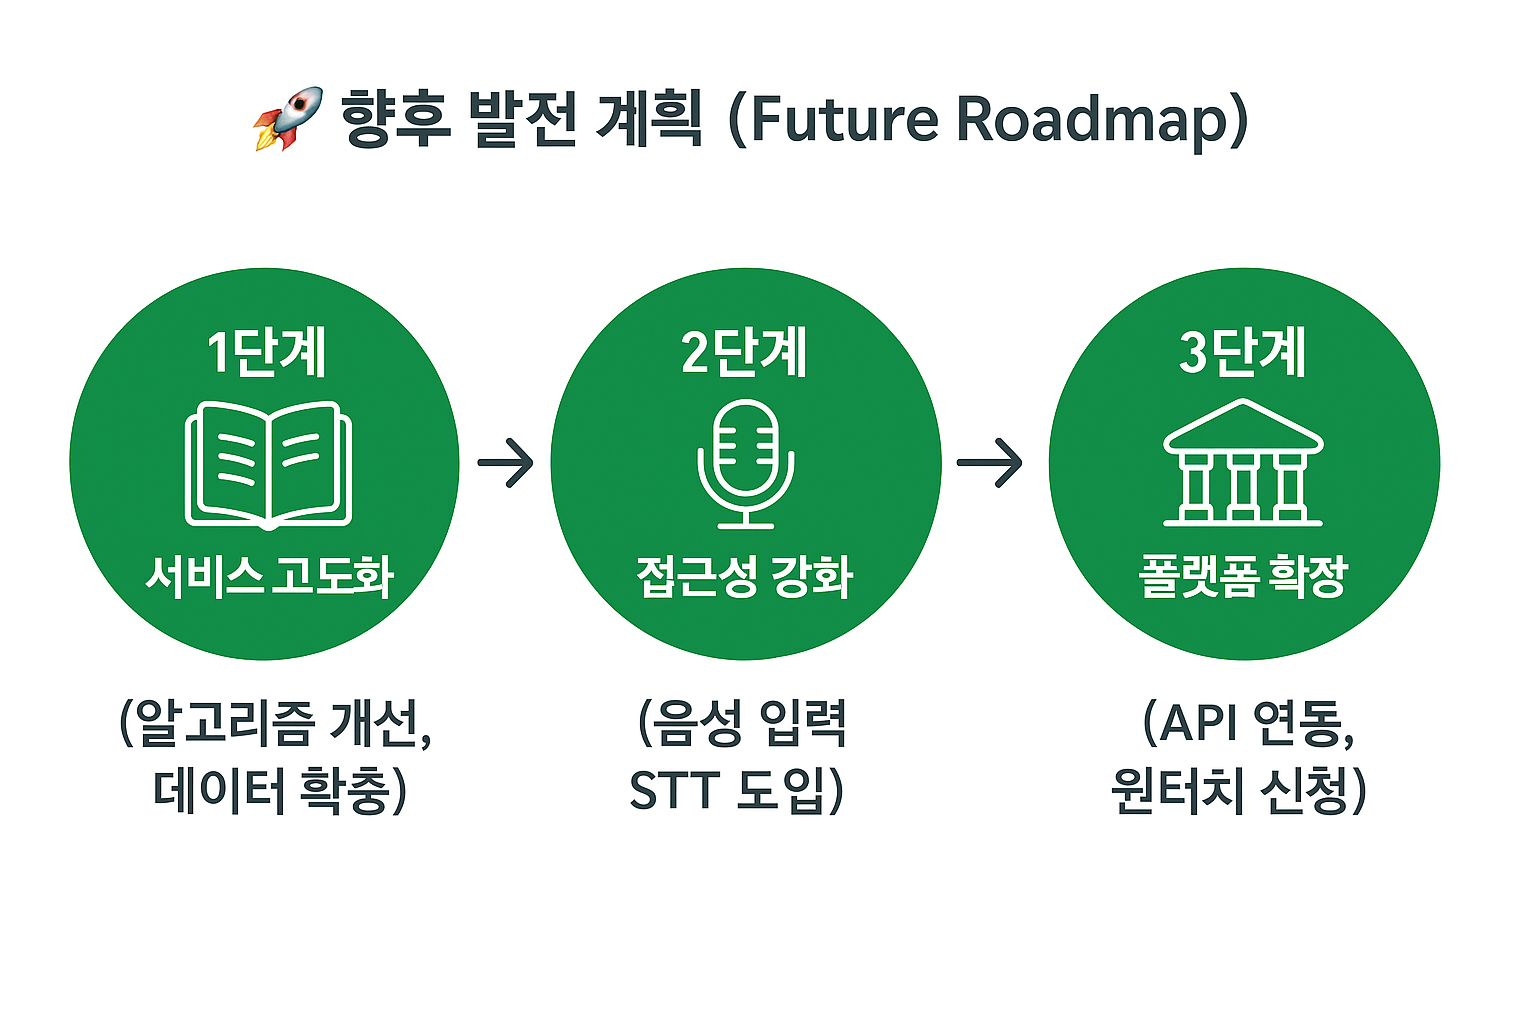 🚀 향후 발전 계획 (Future Roadmap)
1단계
서비스 고도화
(알고리즘 개선,
데이터 확충)
2단계
접근성 강화
(음성 입력
STT 도입)
3단계
플랫폼 확장
(API 연동,
원터치 신청)